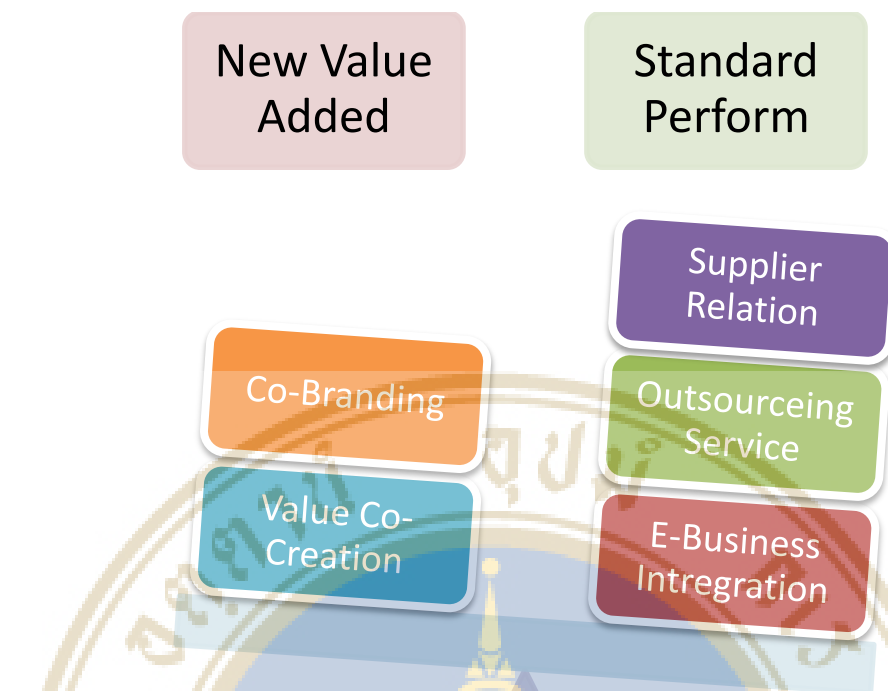 New Value
Added
Standard
Perform
Supplier
Relation
Co-Branding
Outsourceing
Service
Value Co-
Creation
E-Business
Intregration